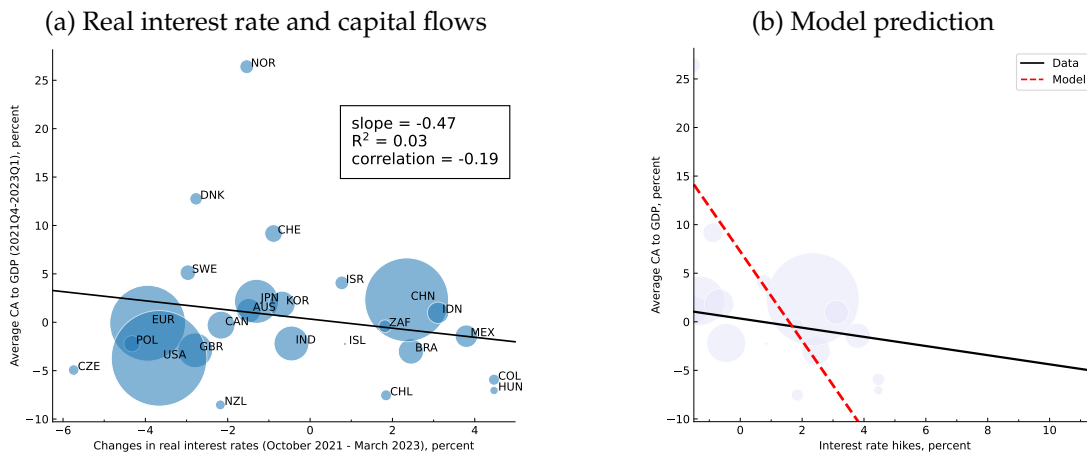 (a) Real interest rate and capital flows
Average CA to GDP (2021Q4-2023Q1), percent
25
20
15
10
5
0
−5
−10
NOR
slope = -0.47
R² = 0.03
correlation = -0.19
DNK
CHE
SWE
ISR
JPN
KOR
AUS
CHN
IDN
EUR
CAN
ZAF
POL
USA
GBR
IND
ISL
MEX
BRA
CZE
NZL
CHL
COL
HUN
−6
−4
−2
0
2
4
Changes in real interest rates (October 2021 - March 2023), percent
(b) Model prediction
Average CA to GDP, percent
25
20
15
10
5
0
−5
−10
Data
Model
0
2
4
6
8
10
Interest rate hikes, percent